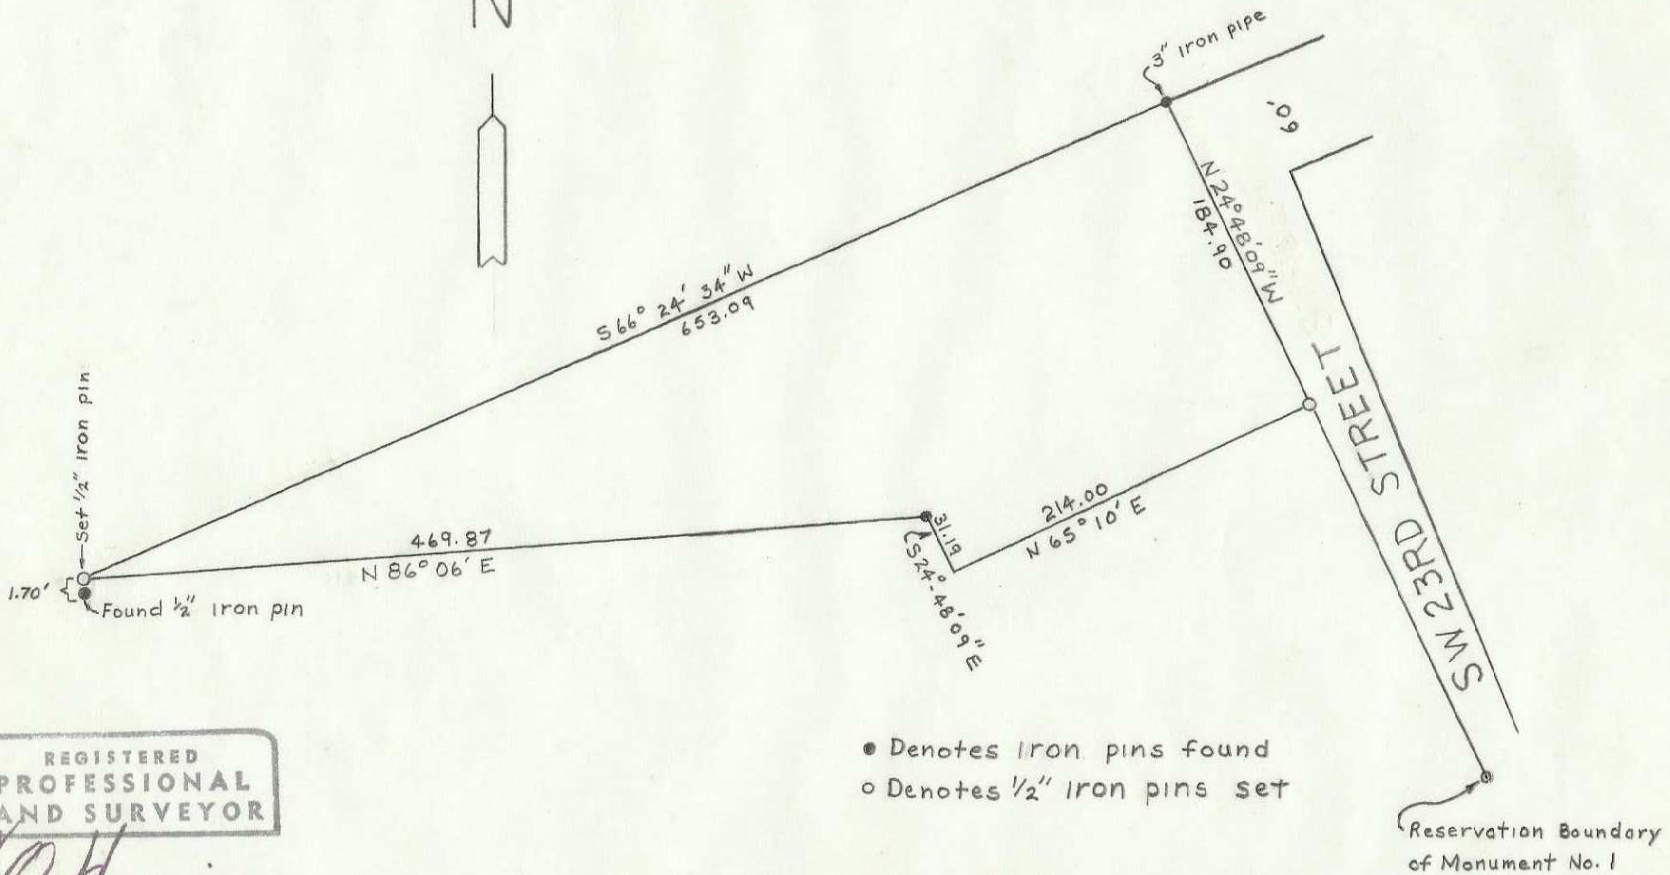 N
3" Iron pipe
60'
N 24° 48' 09" W
184.90
S 66° 24' 34" W
653.09
Set 1/2" Iron pin
469.87
N 86° 06' E
1.70'
Found 1/2" Iron pin
31.19
S 24°-48' 09" E
214.00
N 65° 10' E
SW 23RD STREET
REGISTERED
PROFESSIONAL
AND SURVEYOR
Denotes Iron pins found
Denotes 1/2" Iron pins set
Reservation Boundary
of Monument No. 1